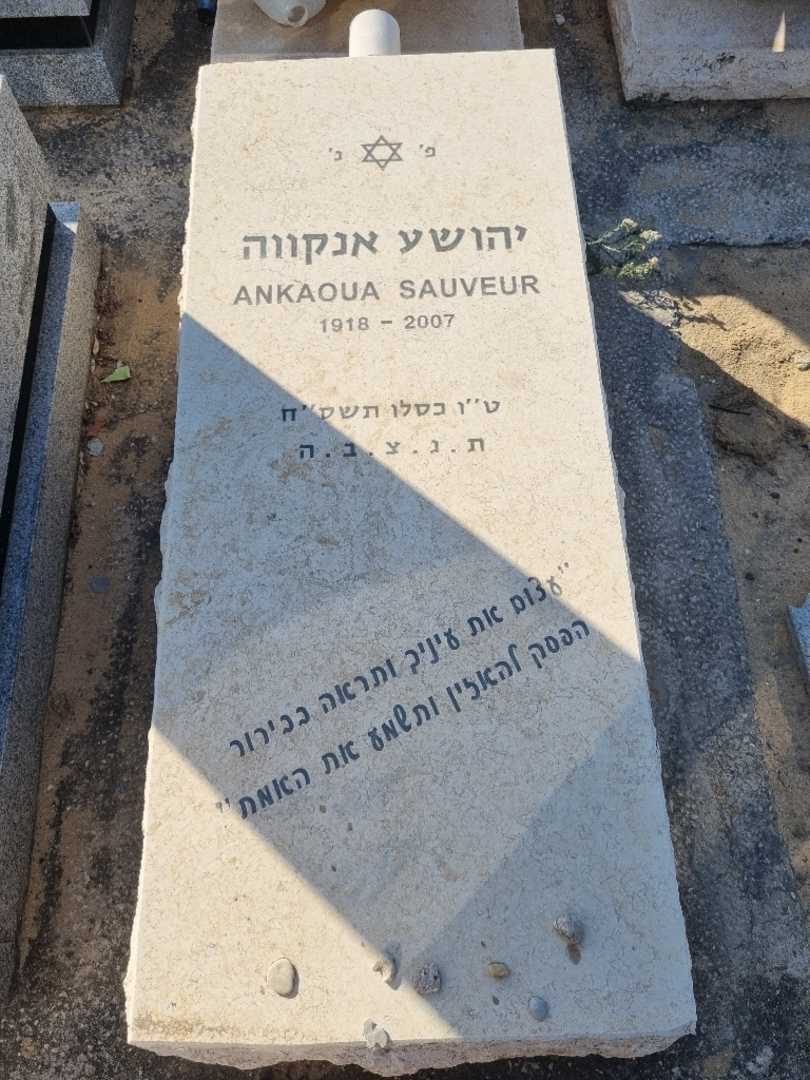 פ' נ'
יהושע אנקווה
ANKAOUA SAUVEUR
1918 - 2007
ט''ו כסלו תשס"ח
ת.נ.צ.ב.ה
"עצום את עיניך ותראה בבירור
הפסק להאזין ותשמע את האמת"